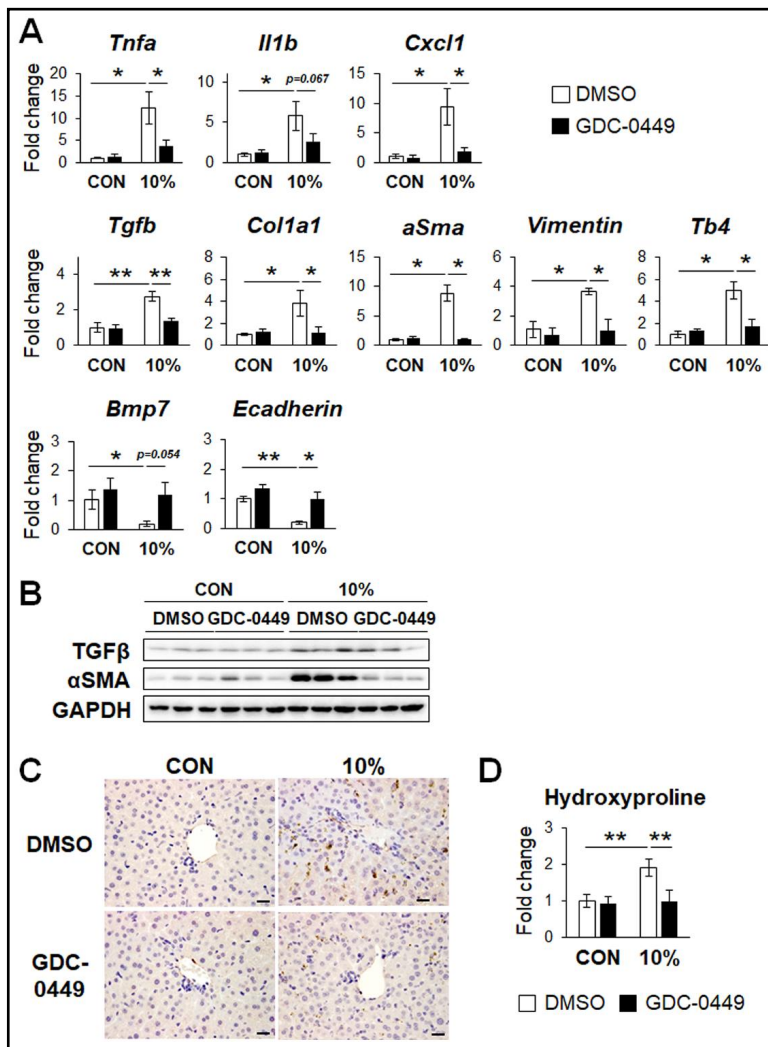 A
Tnfa
Il1b
Cxcl1
Fold change
20
15
10
5
0
*
*
CON
10%
10
5
0
*
p=0.067
CON
10%
15
10
5
0
*
*
CON
10%
DMSO
GDC-0449
Tgfb
Col1a1
aSma
Vimentin
Tb4
Fold change
4
2
0
**
**
CON
10%
8
6
4
2
0
*
*
CON
10%
15
10
5
0
*
*
CON
10%
6
4
2
0
*
*
CON
10%
8
6
4
2
0
*
*
CON
10%
Bmp7
Ecadherin
Fold change
3
2
1
0
*
p=0.054
CON
10%
3
2
1
0
**
*
CON
10%
B
CON
10%
DMSO GDC-0449 DMSO GDC-0449
TGFβ
αSMA
GAPDH
C
CON
10%
DMSO
GDC-
0449
D
Hydroxyproline
Fold change
3
2
1
0
**
**
CON
10%
DMSO
GDC-0449